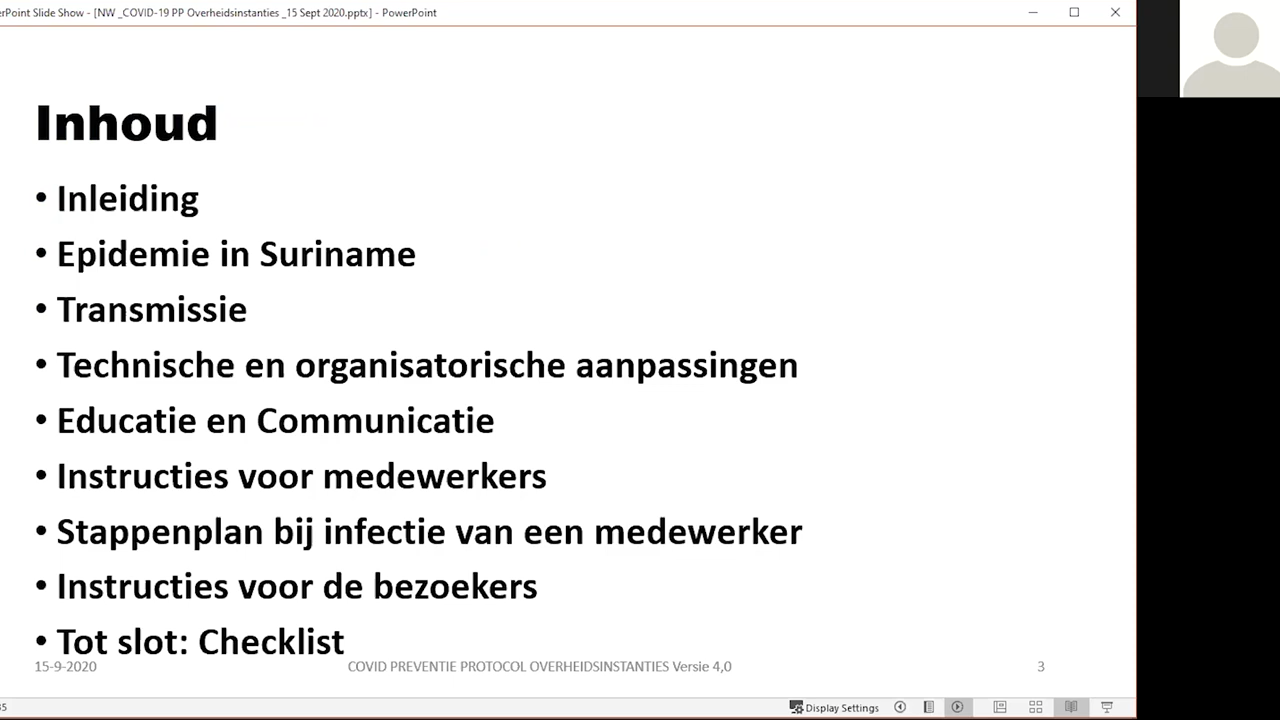 PowerPoint Slide Show - [NW _COVID-19 PP Overheidsinstanties _15 Sept 2020.pptx] - PowerPoint
Inhoud
• Inleiding
• Epidemie in Suriname
• Transmissie
• Technische en organisatorische aanpassingen
• Educatie en Communicatie
• Instructies voor medewerkers
• Stappenplan bij infectie van een medewerker
• Instructies voor de bezoekers
• Tot slot: Checklist
15-9-2020 COVID PREVENTIE PROTOCOL OVERHEIDSINSTANTIES Versie 4,0 3
Display Settings